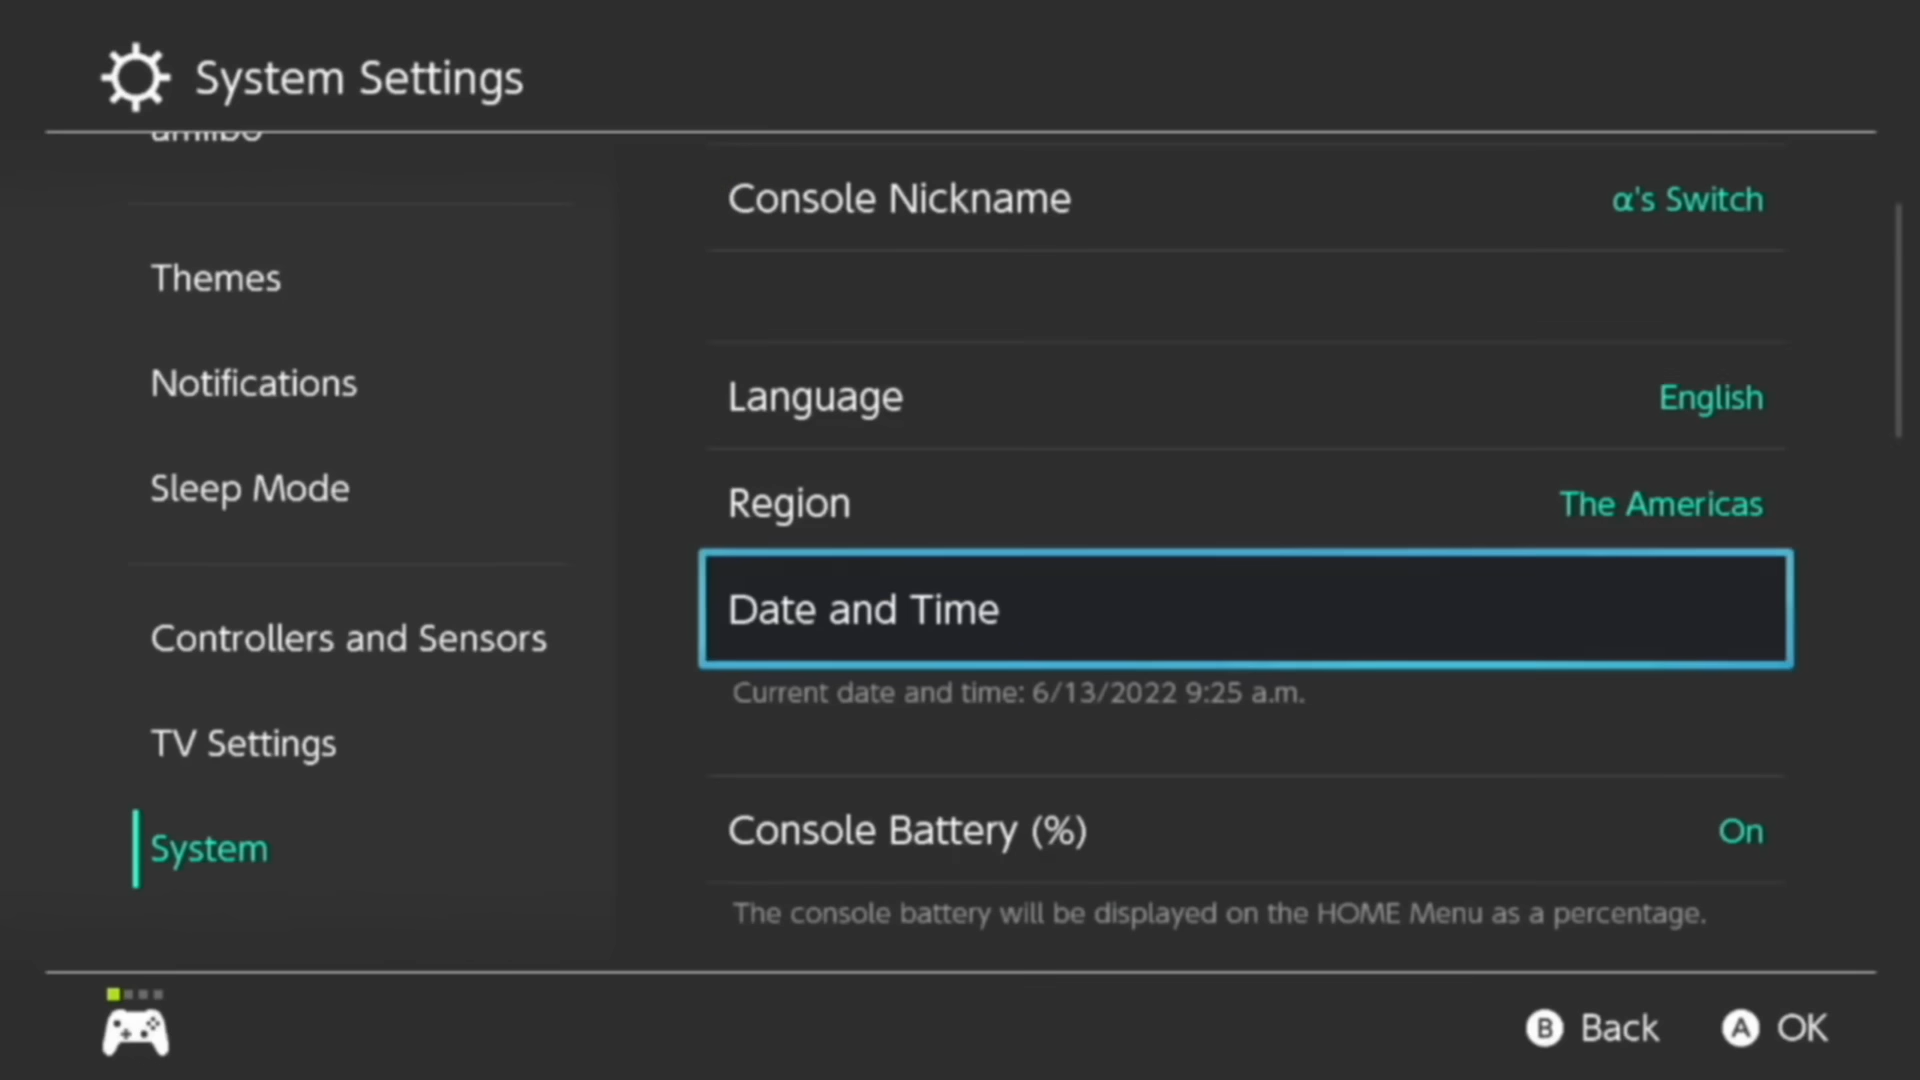 System Settings
amiibo
Themes
Notifications
Sleep Mode
Controllers and Sensors
TV Settings
System
Console Nickname α's Switch
Language English
Region The Americas
Date and Time
Current date and time: 6/13/2022 9:25 a.m.
Console Battery (%) On
The console battery will be displayed on the HOME Menu as a percentage.
B Back A OK